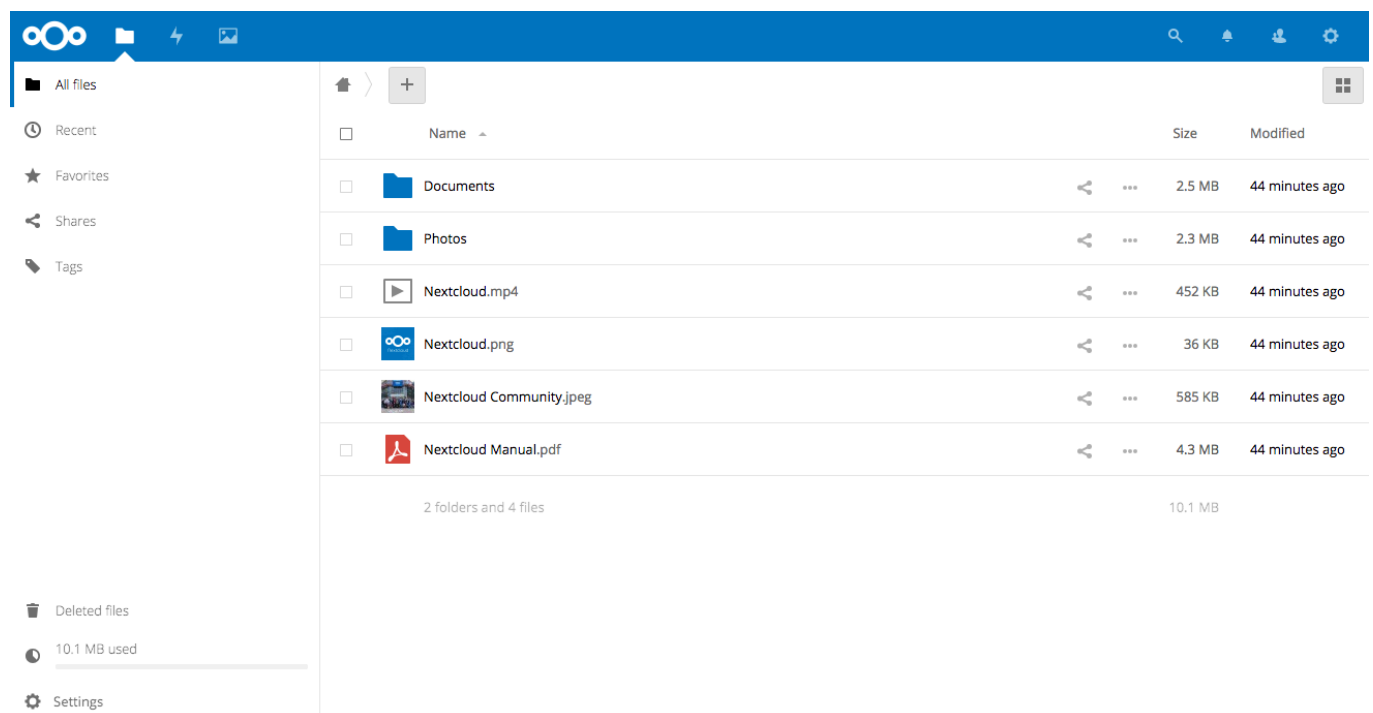 All files
Recent
Favorites
Shares
Tags
Deleted files
10.1 MB used
Settings
Name Size Modified
Documents 2.5 MB 44 minutes ago
Photos 2.3 MB 44 minutes ago
Nextcloud.mp4 452 KB 44 minutes ago
Nextcloud.png 36 KB 44 minutes ago
Nextcloud Community.jpeg 585 KB 44 minutes ago
Nextcloud Manual.pdf 4.3 MB 44 minutes ago
2 folders and 4 files 10.1 MB